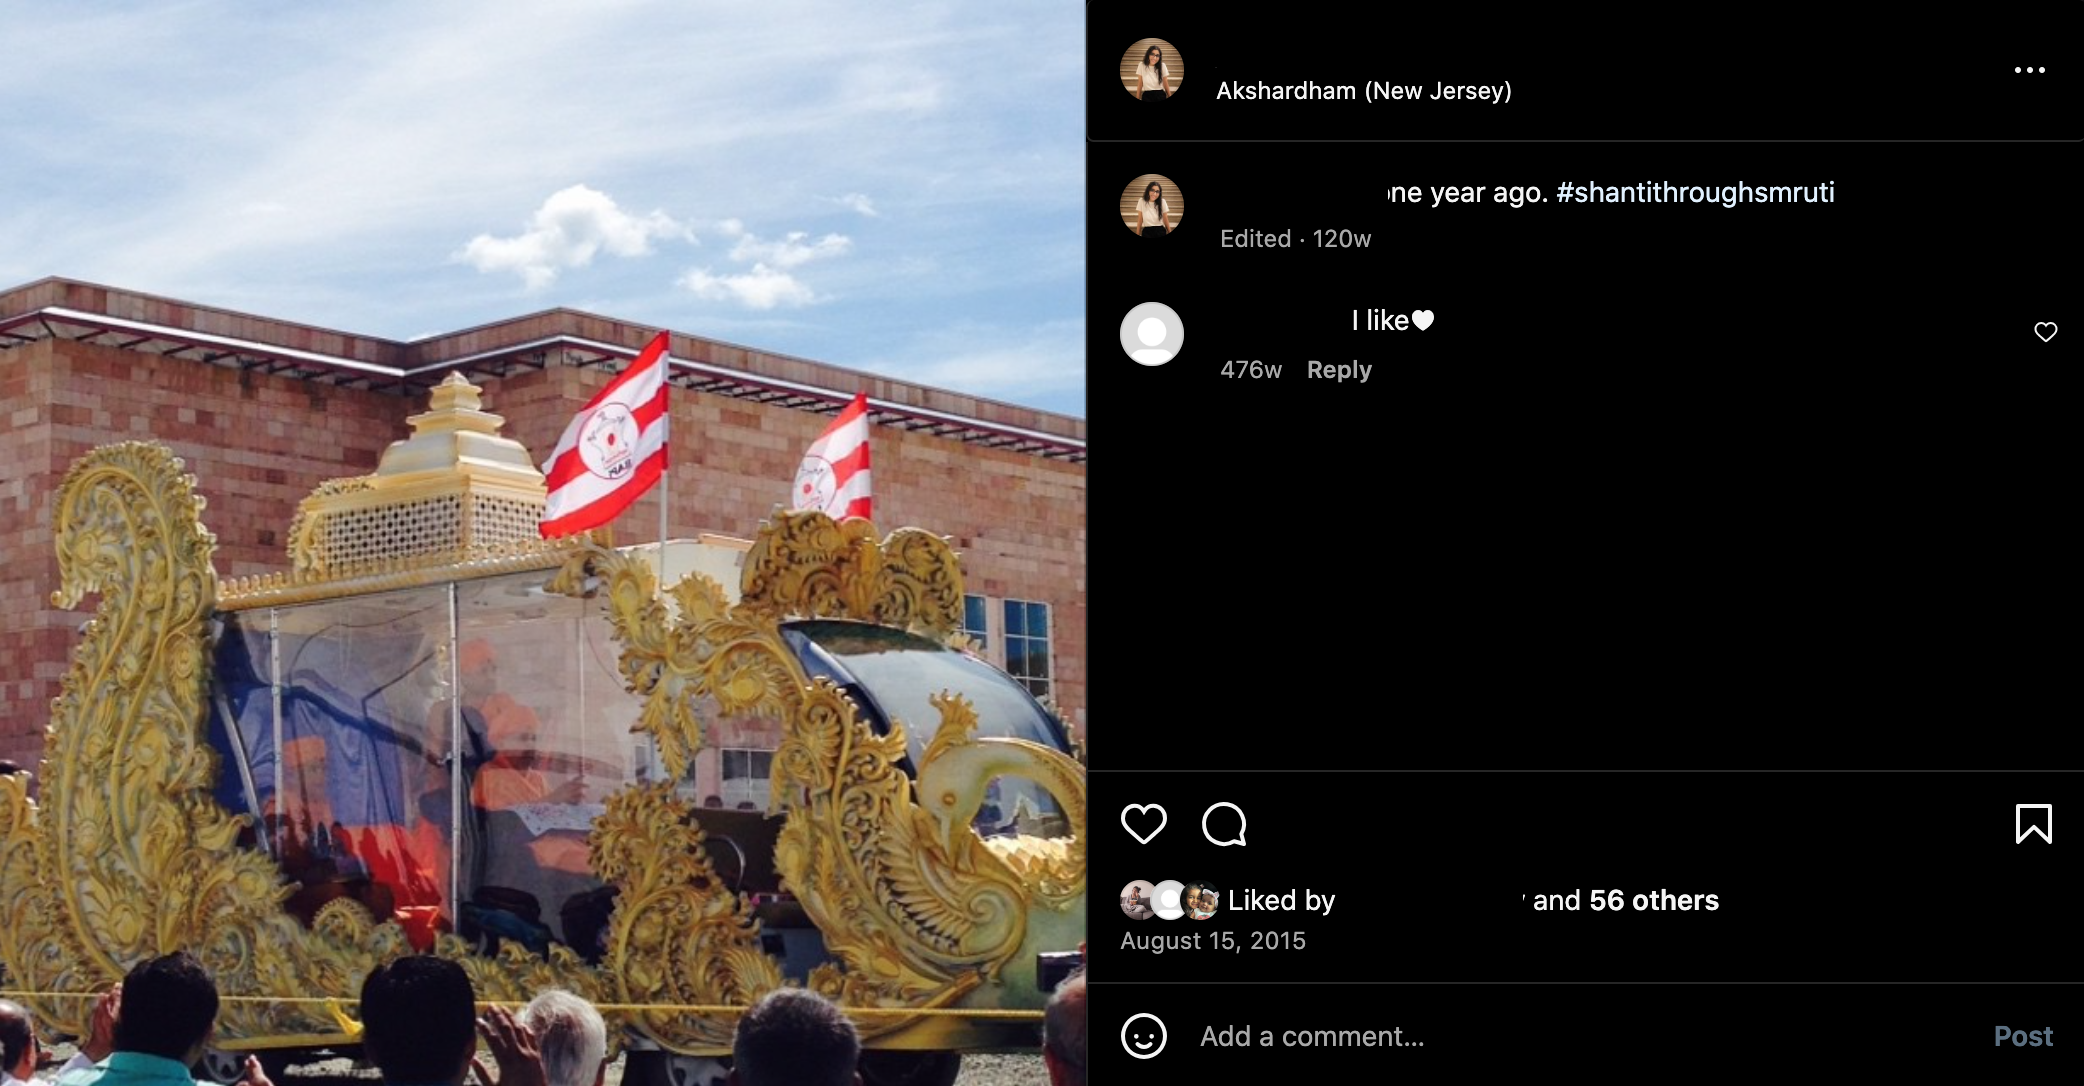 Akshardham (New Jersey)
ne year ago. #shantithroughsmruti
Edited · 120w
I like🖤
476w Reply
Liked by and 56 others
August 15, 2015
Add a comment... Post